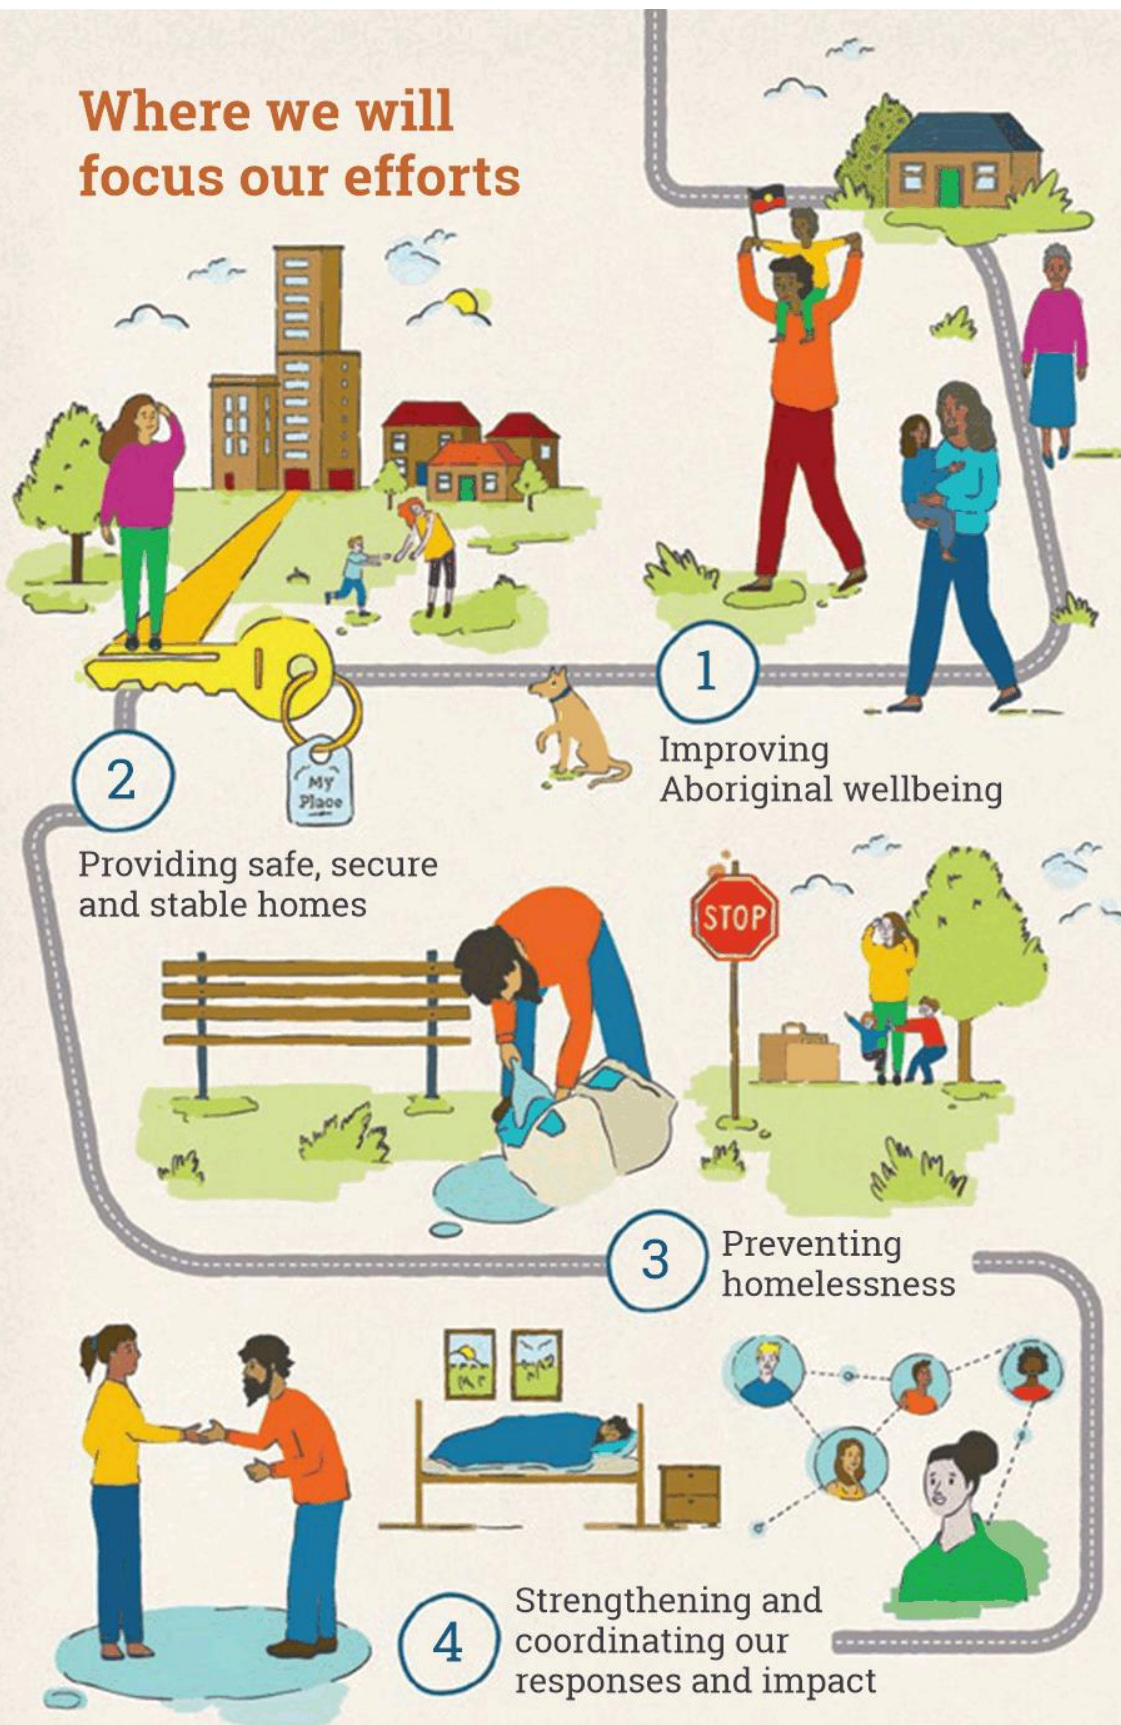 Where we will
focus our efforts
1
Improving
Aboriginal wellbeing
My
Place
2
Providing safe, secure
and stable homes
STOP
3
Preventing
homelessness
4
Strengthening and
coordinating our
responses and impact